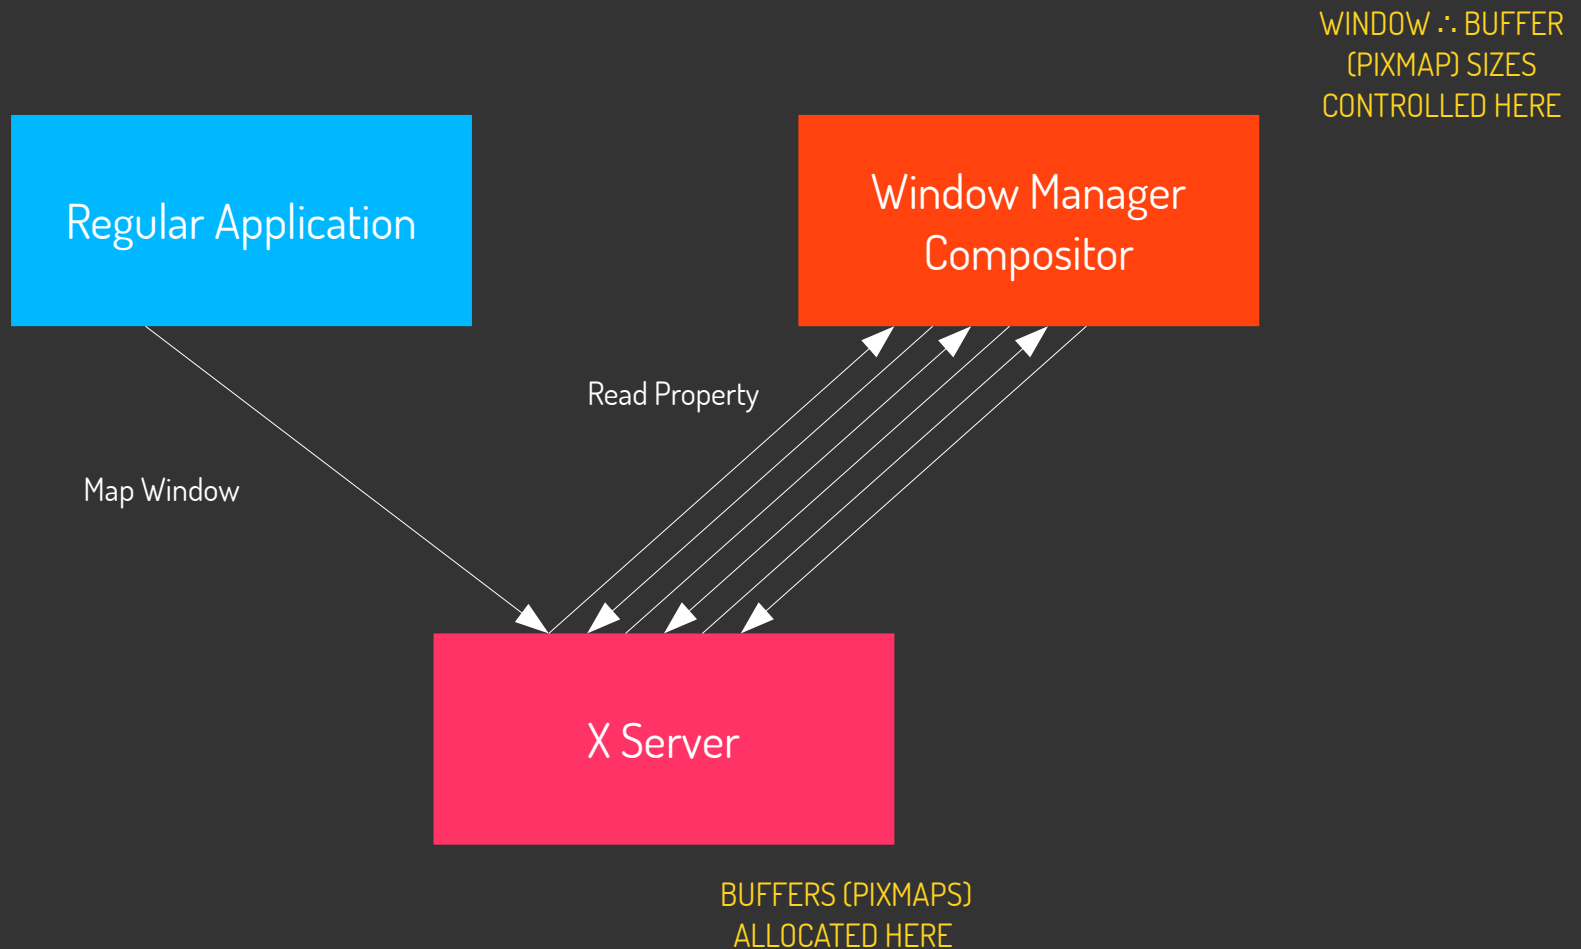 WINDOW ∴ BUFFER
(PIXMAP) SIZES
CONTROLLED HERE
Regular Application
Window Manager
Compositor
Read Property
Map Window
X Server
BUFFERS (PIXMAPS)
ALLOCATED HERE